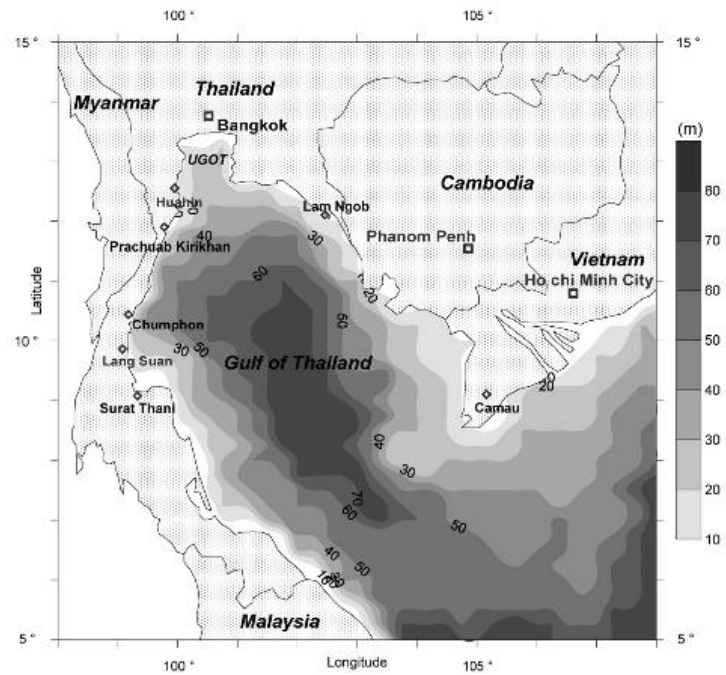 100 °
105 °
15 °
15 °
Myanmar
Thailand
Bangkok
(m)
UGOT
80
Cambodia
Huahin
Lam Ngob
70
40
30
Phanom Penh
Prachuab Kirikhan
60
Vietnam
60
Ho chi Minh City
20
50
Latitude
Chumphon
50
10 °
10 °
30
50
Lang Suan
Gulf of Thailand
0
20
40
Surat Thani
Camau
40
30
30
70
60
50
20
40
50
10
Malaysia
5 °
5 °
100 °
Longitude
105 °